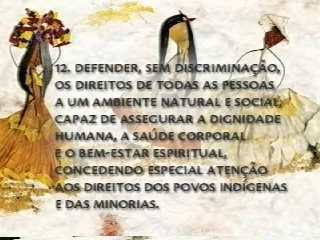 12. DEFENDER, SEM DISCRIMINAÇÃO,
OS DIREITOS DE TODAS AS PESSOAS
A UM AMBIENTE NATURAL E SOCIAL,
CAPAZ DE ASSEGURAR A DIGNIDADE
HUMANA, A SAÚDE CORPORAL
E O BEM-ESTAR ESPIRITUAL,
CONCEDENDO ESPECIAL ATENÇÃO
AOS DIREITOS DOS POVOS INDÍGENAS
E DAS MINORIAS.